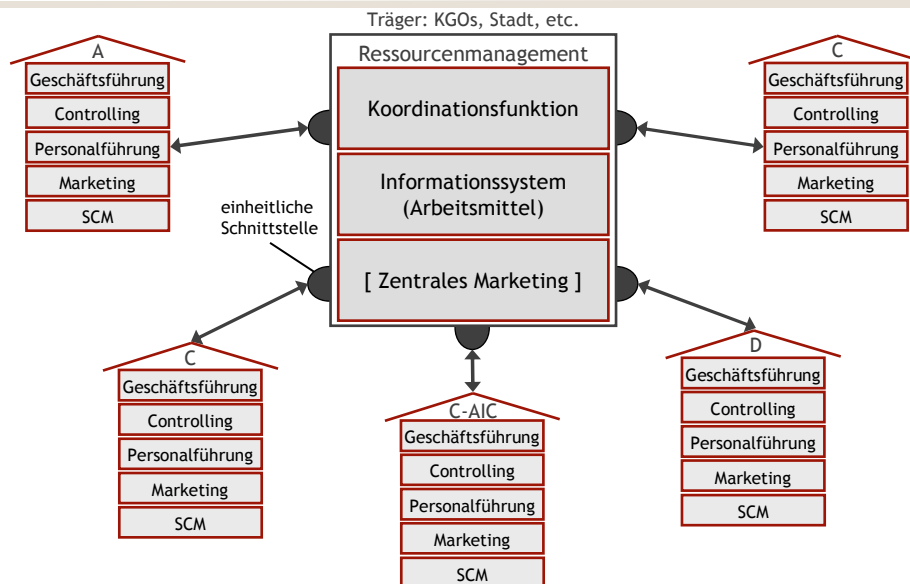 Träger: KGOs, Stadt, etc.
Ressourcenmanagement
Koordinationsfunktion
Informationssystem
(Arbeitsmittel)
[ Zentrales Marketing ]
A
Geschäftsführung
Controlling
Personalführung
Marketing
SCM
C
Geschäftsführung
Controlling
Personalführung
Marketing
SCM
einheitliche
Schnittstelle
C
Geschäftsführung
Controlling
Personalführung
Marketing
SCM
C-AIC
Geschäftsführung
Controlling
Personalführung
Marketing
SCM
D
Geschäftsführung
Controlling
Personalführung
Marketing
SCM